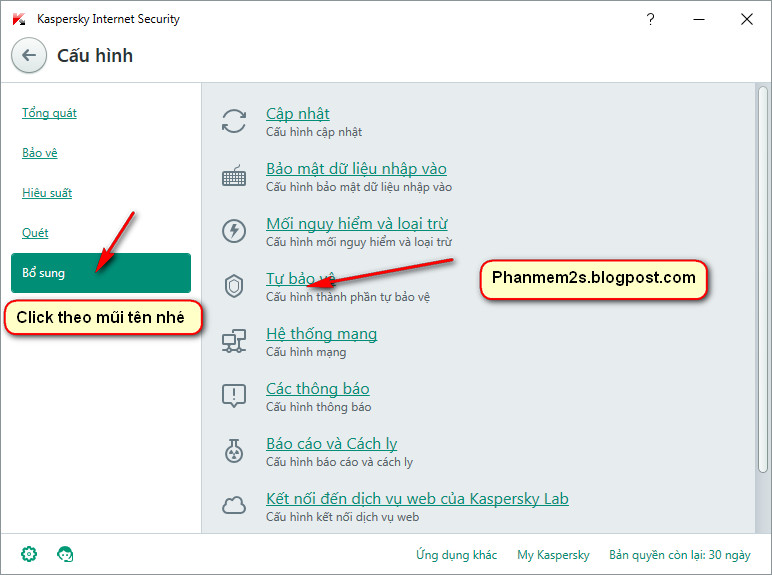 Kaspersky Internet Security
Cấu hình
Tổng quát
Bảo vệ
Hiệu suất
Quét
Bổ sung
Click theo mũi tên nhé
Cập nhật
Cấu hình cập nhật
Bảo mật dữ liệu nhập vào
Cấu hình bảo mật dữ liệu nhập vào
Mối nguy hiểm và loại trừ
Cấu hình mối nguy hiểm và loại trừ
Tự bảo vệ
Cấu hình thành phần tự bảo vệ
Phanmem2s.blogpost.com
Hệ thống mạng
Cấu hình mạng
Các thông báo
Cấu hình thông báo
Báo cáo và Cách ly
Cấu hình báo cáo và cách ly
Kết nối đến dịch vụ web của Kaspersky Lab
Cấu hình kết nối dịch vụ web
Ứng dụng khác
My Kaspersky
Bản quyền còn lại: 30 ngày